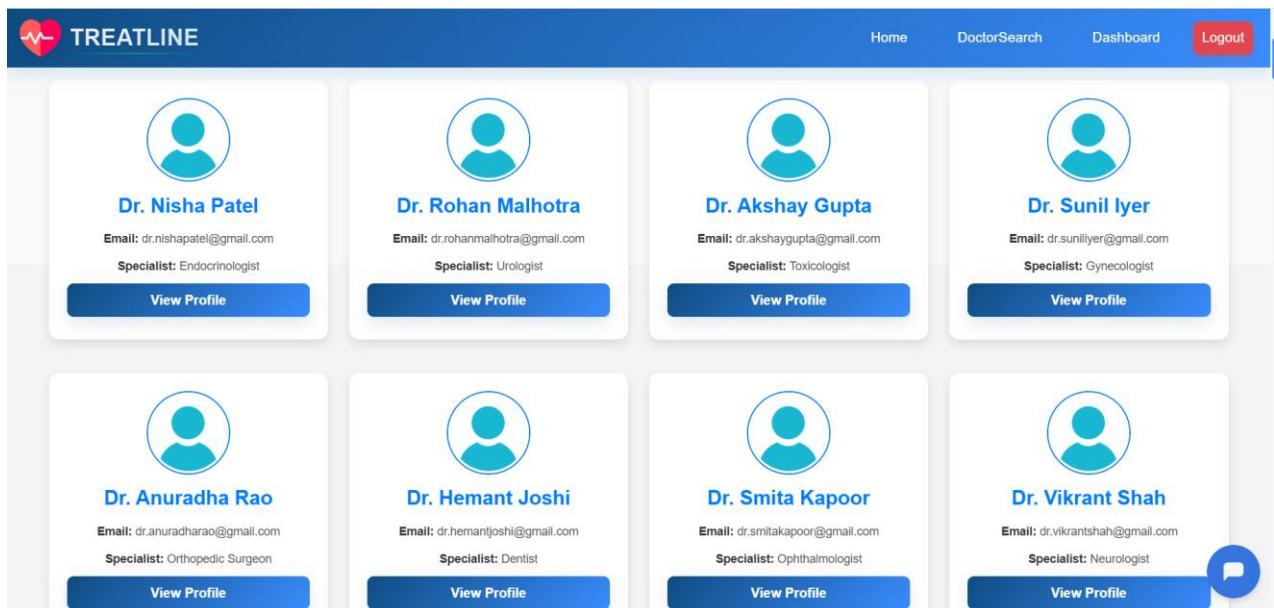 TREATLINE
Home DoctorSearch Dashboard Logout
Dr. Nisha Patel Dr. Rohan Malhotra Dr. Akshay Gupta Dr. Sunil Iyer
Email: dr.nishapatel@gmail.com Email: dr.rohanmalhotra@gmail.com Email: dr.akshaygupta@gmail.com Email: dr.suniliyer@gmail.com
Specialist: Endocrinologist Specialist: Urologist Specialist: Toxicologist Specialist: Gynecologist
View Profile View Profile View Profile View Profile
Dr. Anuradha Rao Dr. Hemant Joshi Dr. Smita Kapoor Dr. Vikrant Shah
Email: dr.anuradharao@gmail.com Email: dr.hemantjoshi@gmail.com Email: dr.smitakapoor@gmail.com Email: dr.vikrantshah@gmail.com
Specialist: Orthopedic Surgeon Specialist: Dentist Specialist: Ophthalmologist Specialist: Neurologist
View Profile View Profile View Profile View Profile